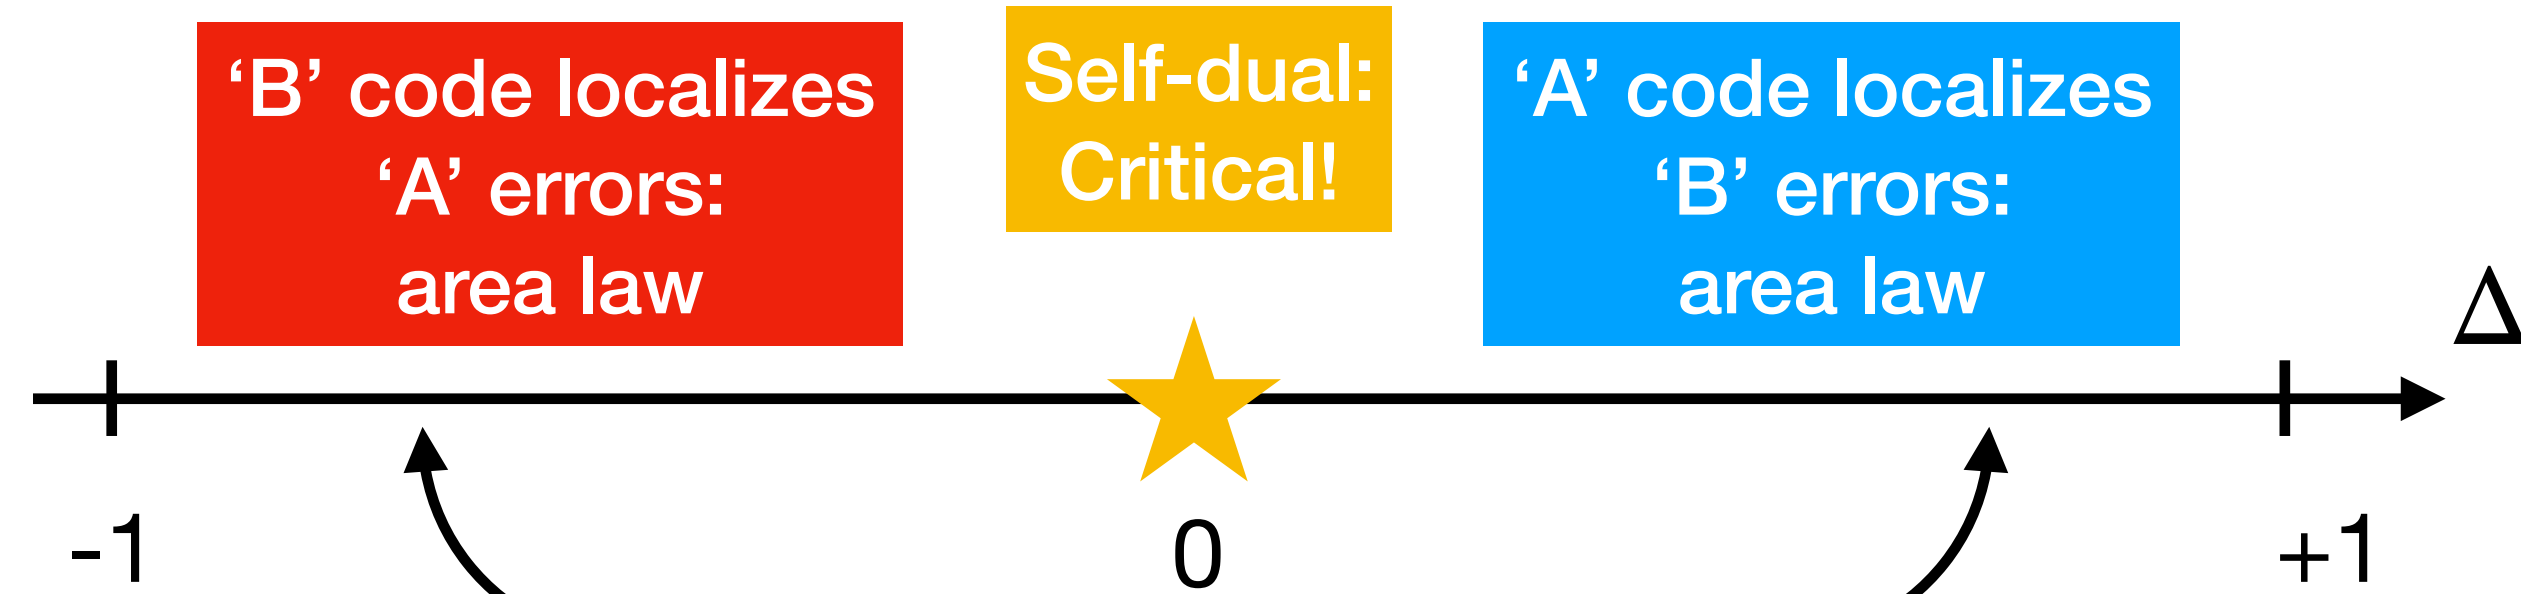 ‘B’ code localizes
‘A’ errors:
area law
Self-dual:
Critical!
‘A’ code localizes
‘B’ errors:
area law
Δ
-1
0
+1